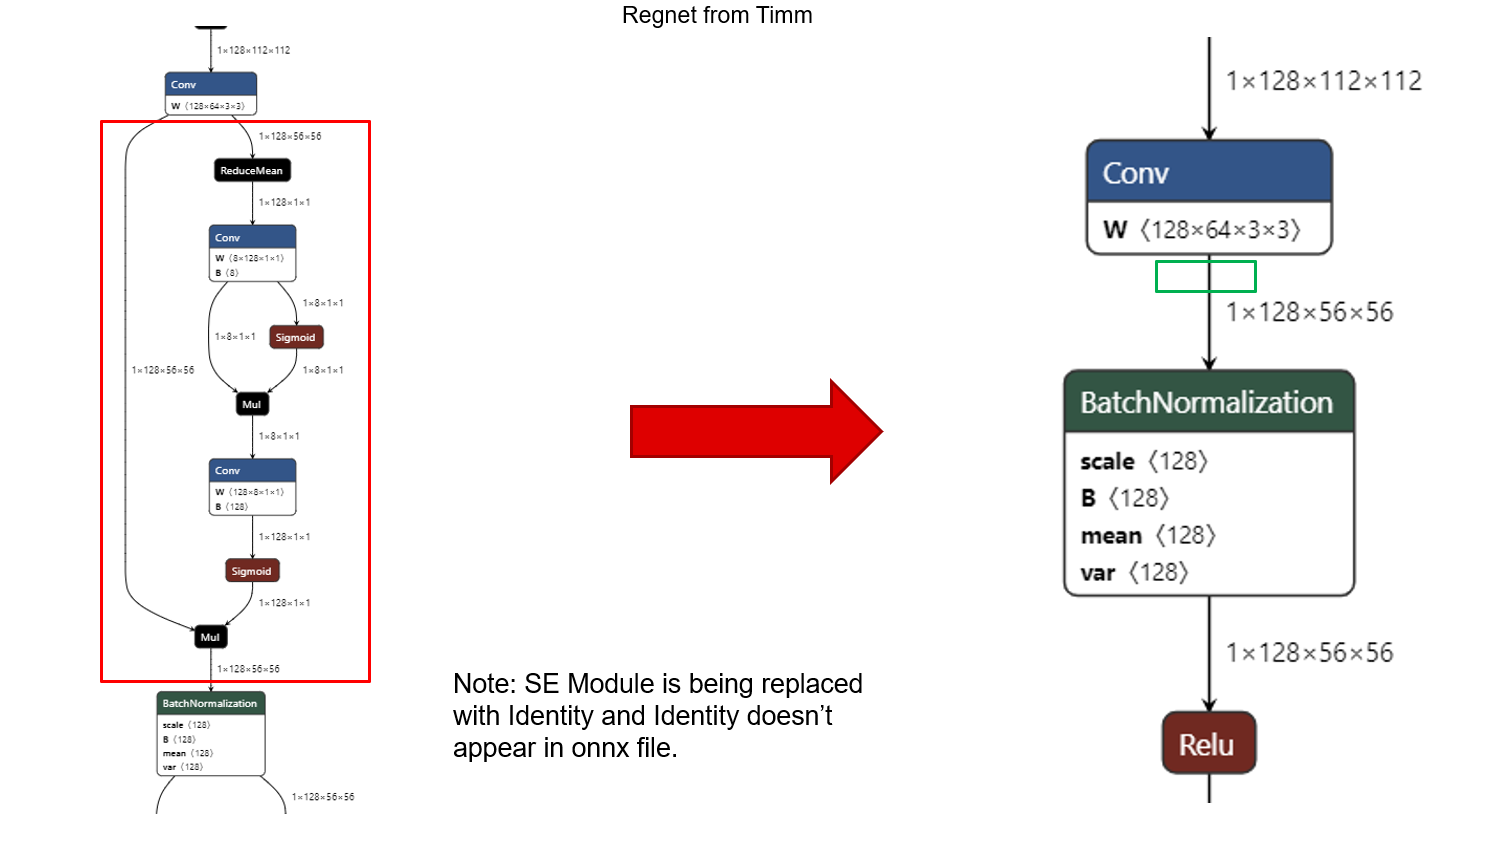 Regnet from Timm
1×128×112×112
Conv
W ⟨128×64×3×3⟩
1×128×56×56
ReduceMean
1×128×1×1
Conv
W ⟨8×128×1×1⟩
B ⟨8⟩
1×8×1×1
1×8×1×1
Sigmoid
1×128×56×56
1×8×1×1
Mul
1×8×1×1
Conv
W ⟨128×8×1×1⟩
B ⟨128⟩
1×128×1×1
Sigmoid
1×128×1×1
Mul
1×128×56×56
BatchNormalization
scale ⟨128⟩
B ⟨128⟩
mean ⟨128⟩
var ⟨128⟩
1×128×56×56
Note: SE Module is being replaced
with Identity and Identity doesn’t
appear in onnx file.
1×128×112×112
Conv
W ⟨128×64×3×3⟩
1×128×56×56
BatchNormalization
scale ⟨128⟩
B ⟨128⟩
mean ⟨128⟩
var ⟨128⟩
1×128×56×56
Relu